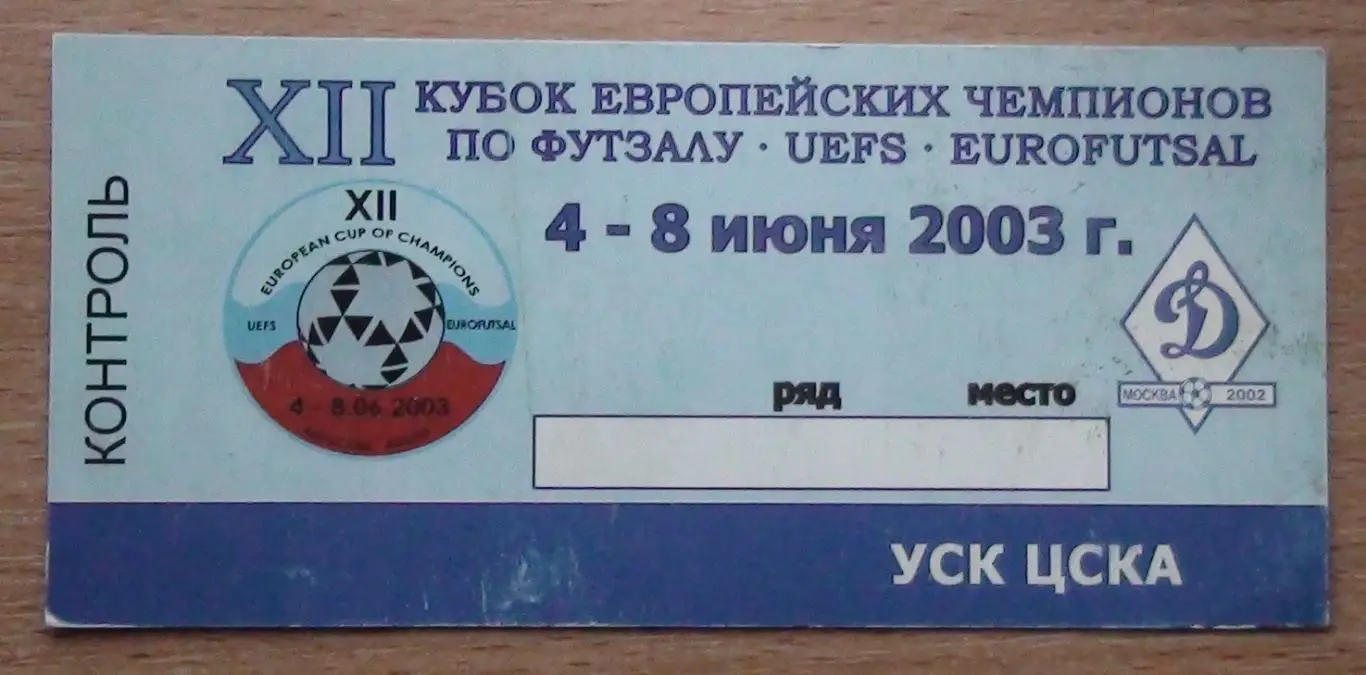 КОНТРОЛЬ
XII КУБОК ЕВРОПЕЙСКИХ ЧЕМПИОНОВ
ПО ФУТЗАЛУ · UEFS · EUROFUTSAL
4 - 8 июня 2003 г.
XII
EUROPEAN CUP OF CHAMPIONS
UEFS EUROFUTSAL
4 - 8.06 2003
Д
МОСКВА 2002
ряд место
УСК ЦСКА